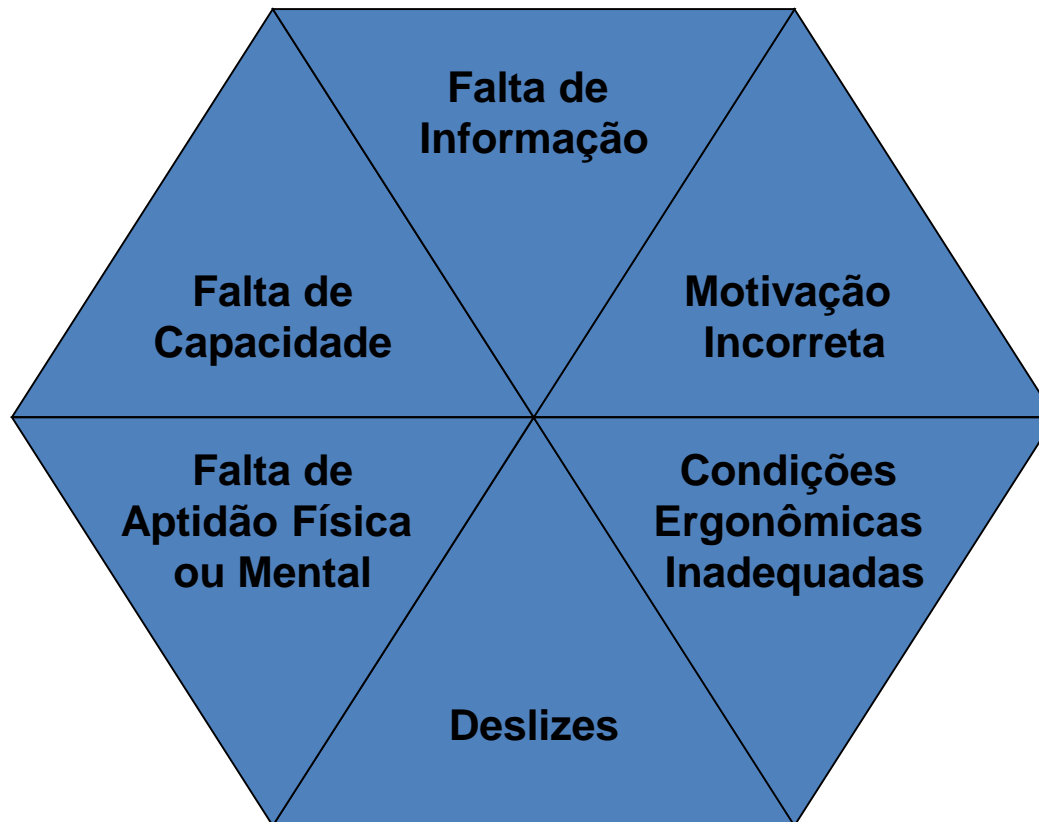 Falta de
Informação
Falta de
Capacidade
Motivação
Incorreta
Falta de
Aptidão Física
ou Mental
Condições
Ergonômicas
Inadequadas
Deslizes